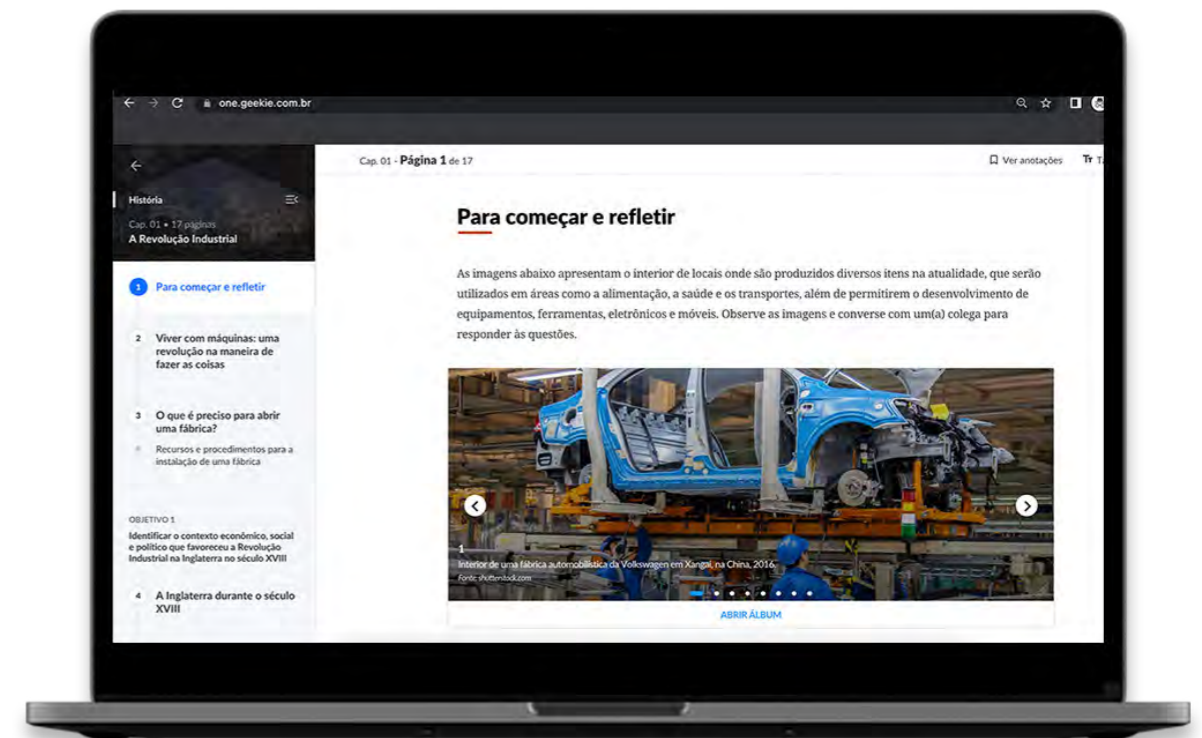 one.geekie.com.br
História
Cap. 01 • 17 páginas
A Revolução Industrial
1 Para começar e refletir
2 Viver com máquinas: uma
revolução na maneira de
fazer as coisas
3 O que é preciso para abrir
uma fábrica?
Recursos e procedimentos para a
instalação de uma fábrica
OBJETIVO 1
Identificar o contexto econômico, social
e político que favoreceu a Revolução
Industrial na Inglaterra no século XVIII
4 A Inglaterra durante o século
XVIII
Cap. 01 - Página 1 de 17
Ver anotações Tr
Para começar e refletir
As imagens abaixo apresentam o interior de locais onde são produzidos diversos itens na atualidade, que serão
utilizados em áreas como a alimentação, a saúde e os transportes, além de permitirem o desenvolvimento de
equipamentos, ferramentas, eletrônicos e móveis. Observe as imagens e converse com um(a) colega para
responder às questões.
1
Interior de uma fábrica automobilística da Volkswagen em Xangai, na China, 2016.
Fonte: shutterstock.com
ABRIR ÁLBUM